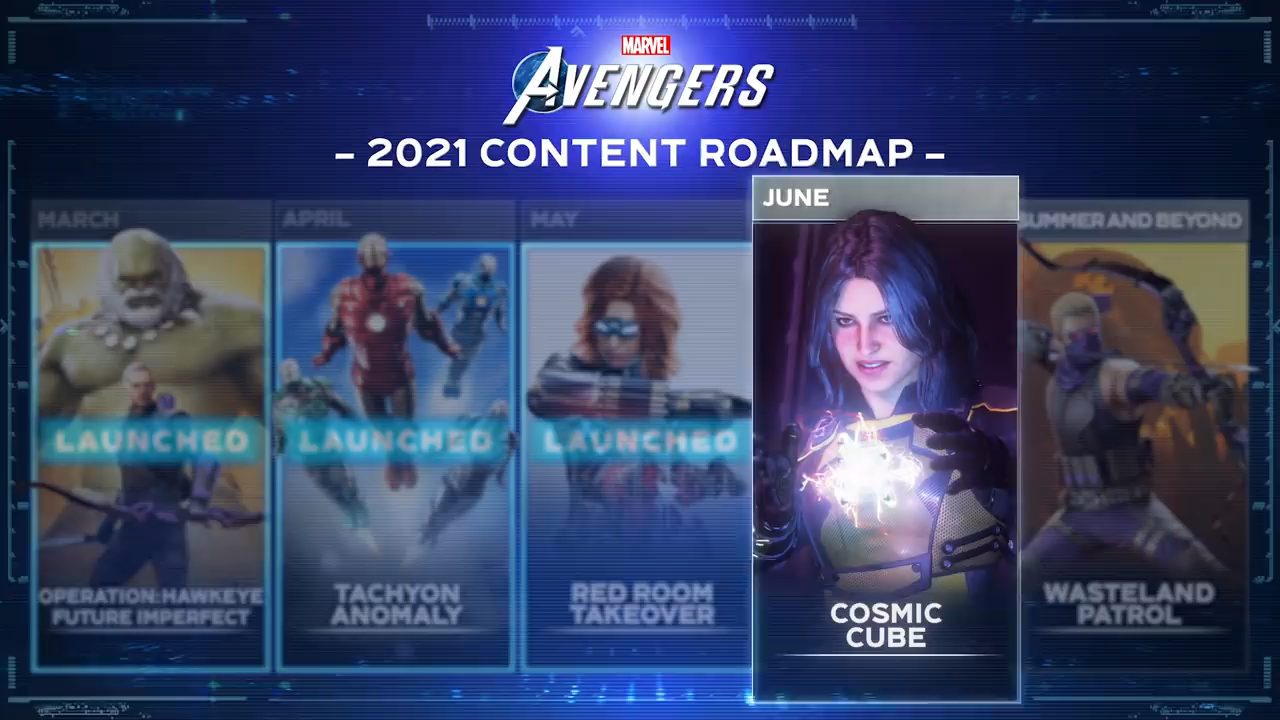 MARVEL
AVENGERS
– 2021 CONTENT ROADMAP –
MARCH
APRIL
MAY
JUNE
SUMMER AND BEYOND
LAUNCHED
LAUNCHED
LAUNCHED
OPERATION: HAWKEYE
FUTURE IMPERFECT
TACHYON
ANOMALY
RED ROOM
TAKEOVER
COSMIC
CUBE
WASTELAND
PATROL